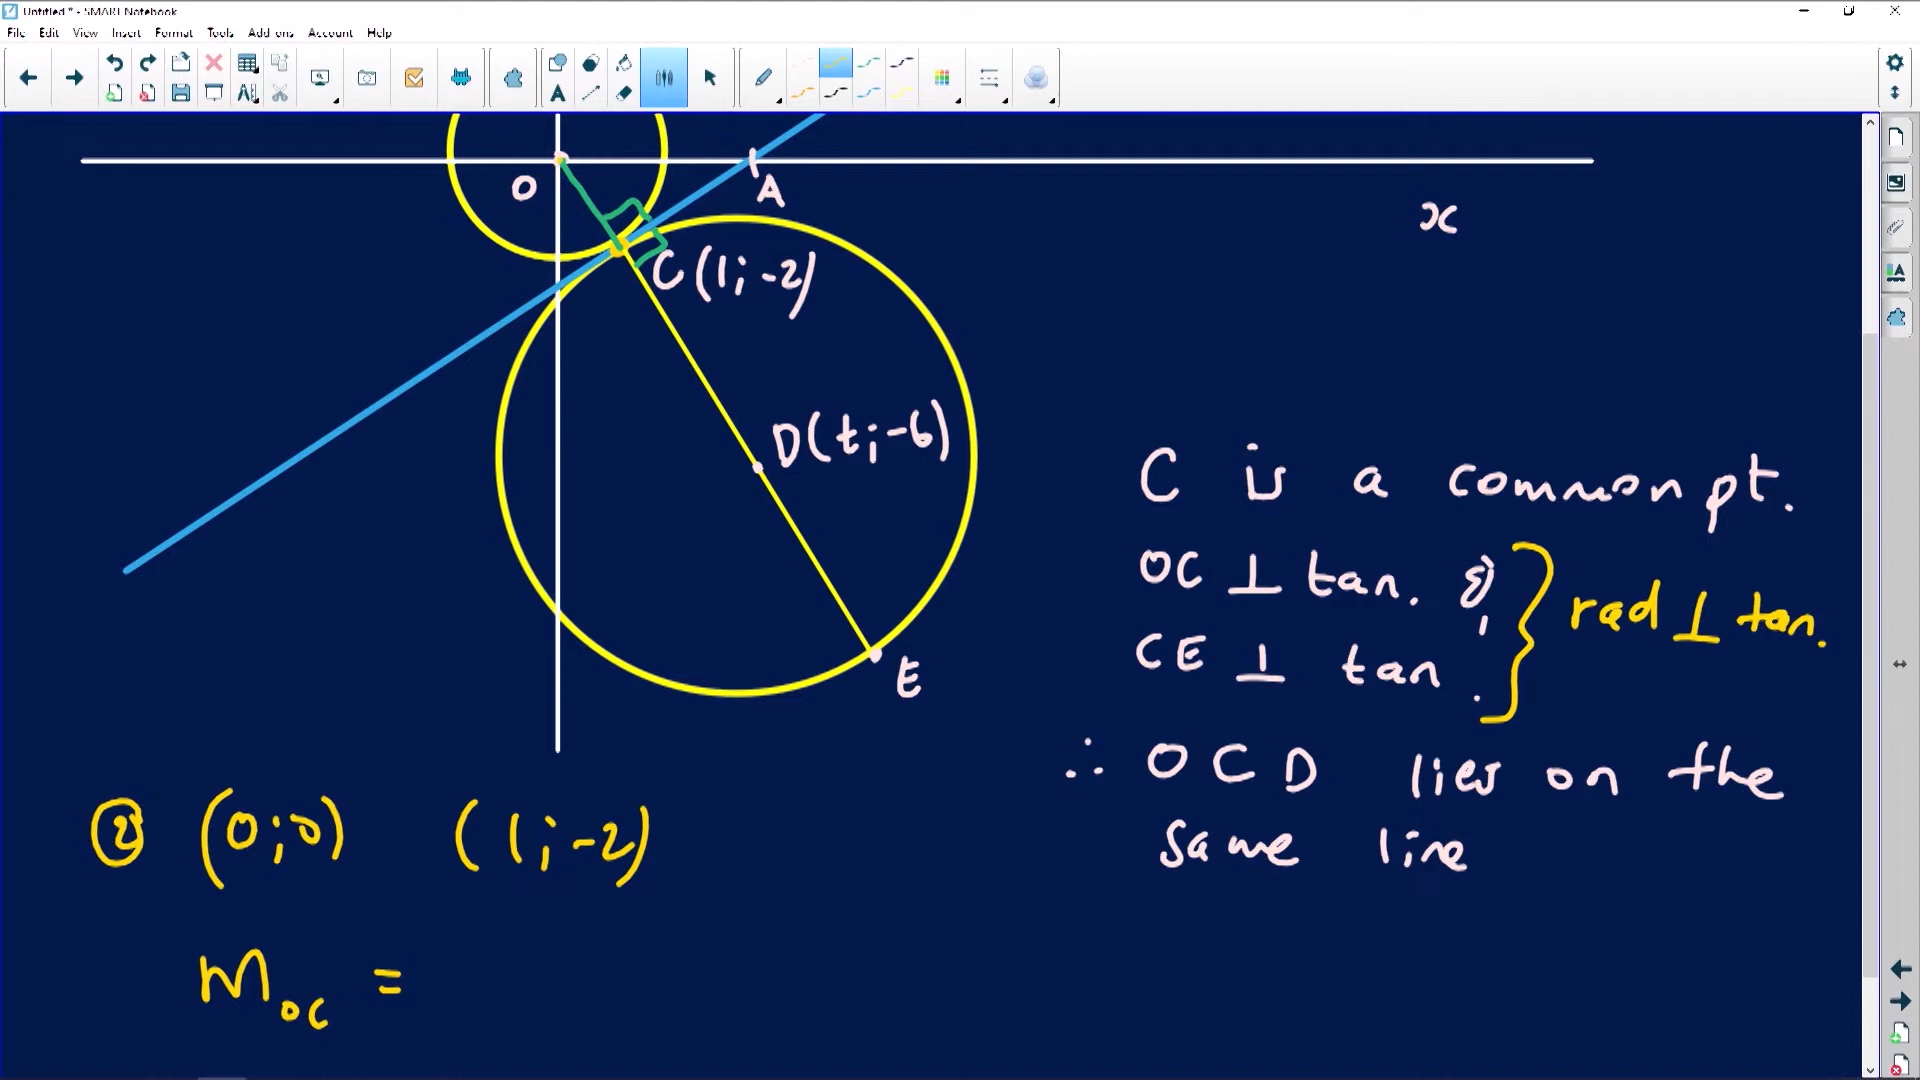 Untitled * - SMART Notebook
File Edit View Insert Format Tools Add-ons Account Help
O
A
x
C(1;-2)
D(t;-6)
E
C is a common pt.
OC ⊥ tan. &
CE ⊥ tan.
rad ⊥ tan.
∴ OCD lies on the
same line
② (0;0) (1;-2)
M_OC =